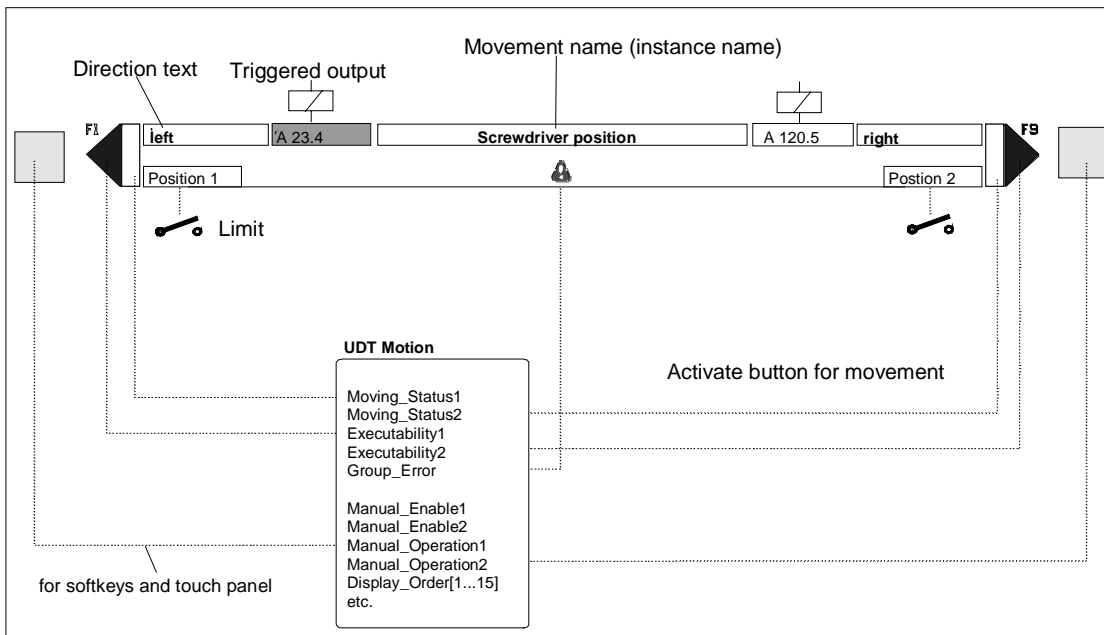 Movement name (instance name)
Direction text
Triggered output
F1
left
A 23.4
Screwdriver position
A 120.5
right
F9
Position 1
Postion 2
Limit
UDT Motion
Activate button for movement
Moving_Status1
Moving_Status2
Executability1
Executability2
Group_Error
Manual_Enable1
Manual_Enable2
Manual_Operation1
Manual_Operation2
Display_Order[1...15]
etc.
for softkeys and touch panel